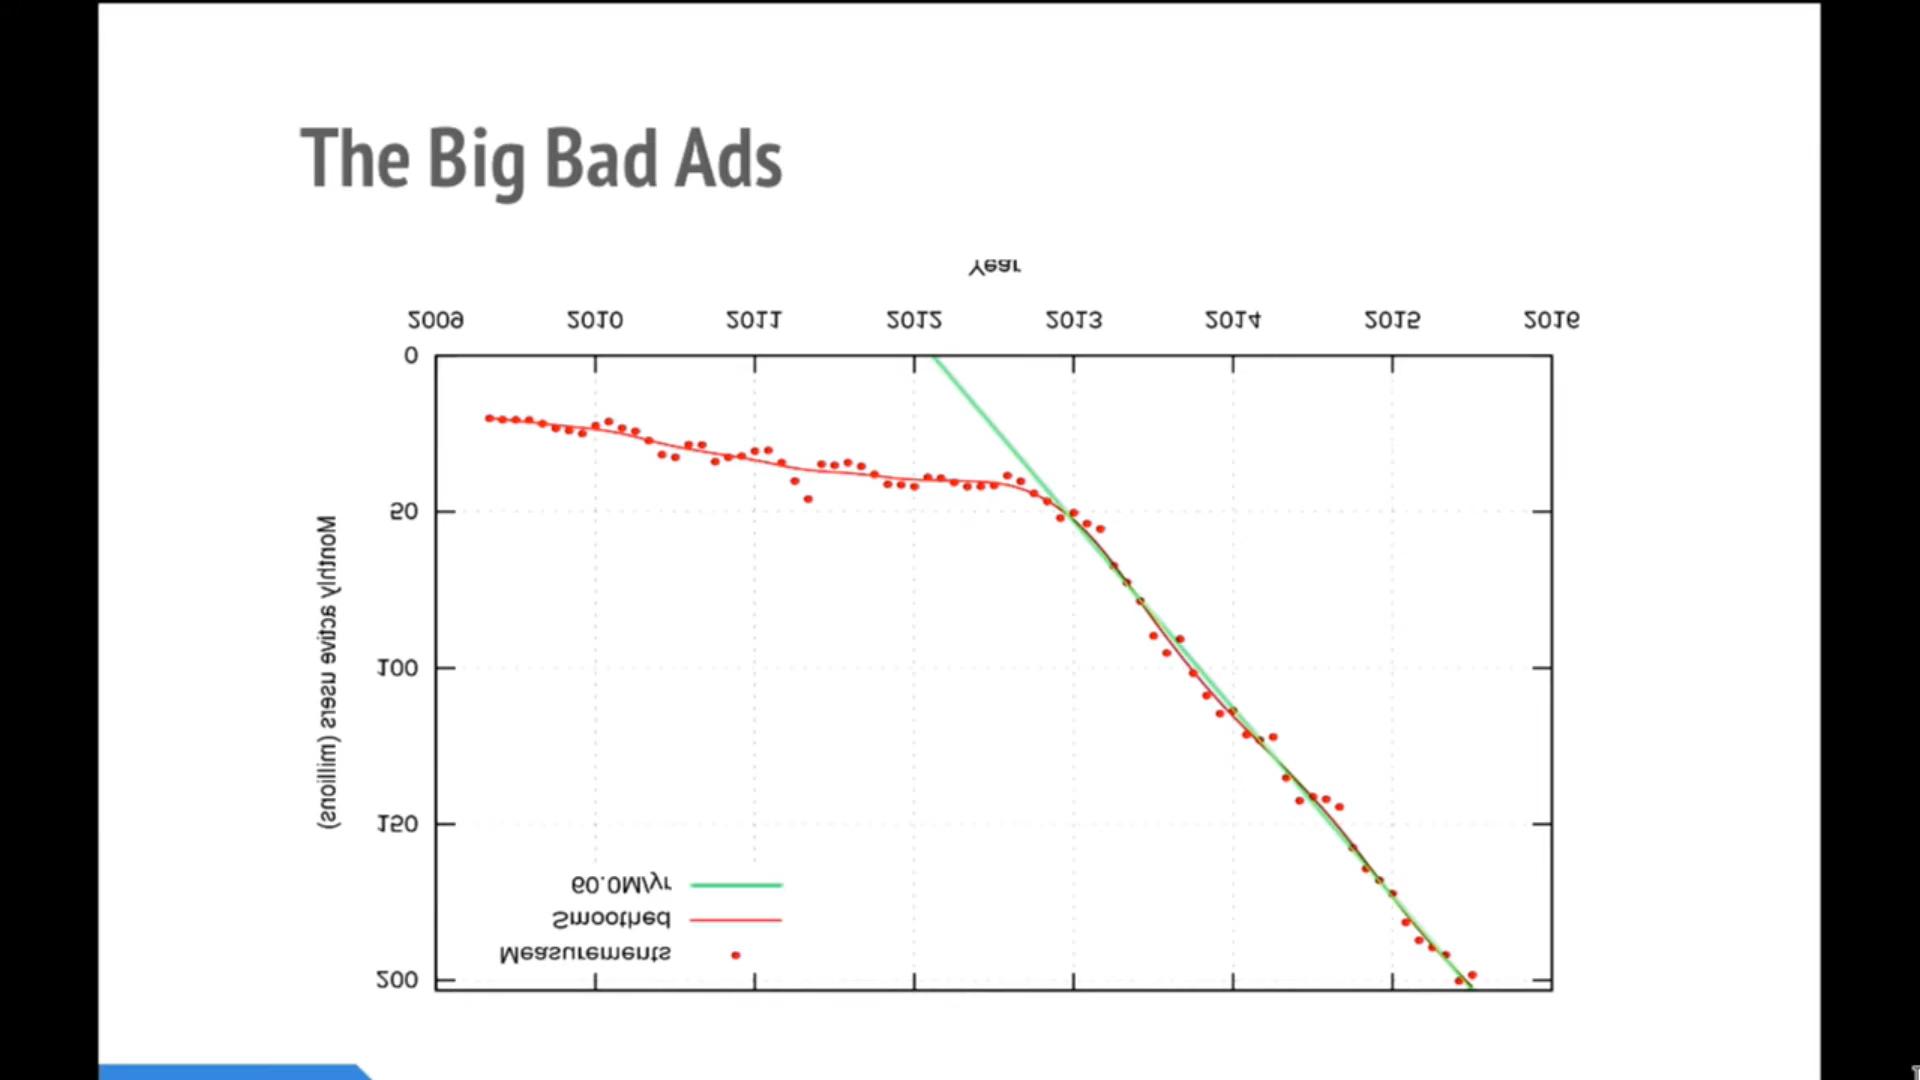 The Big Bad Ads
Year
2009 2010 2011 2012 2013 2014 2015 2016
0
50
100
150
200
Monthly active users (millions)
60.0M/yr
Smoothed
Measurements